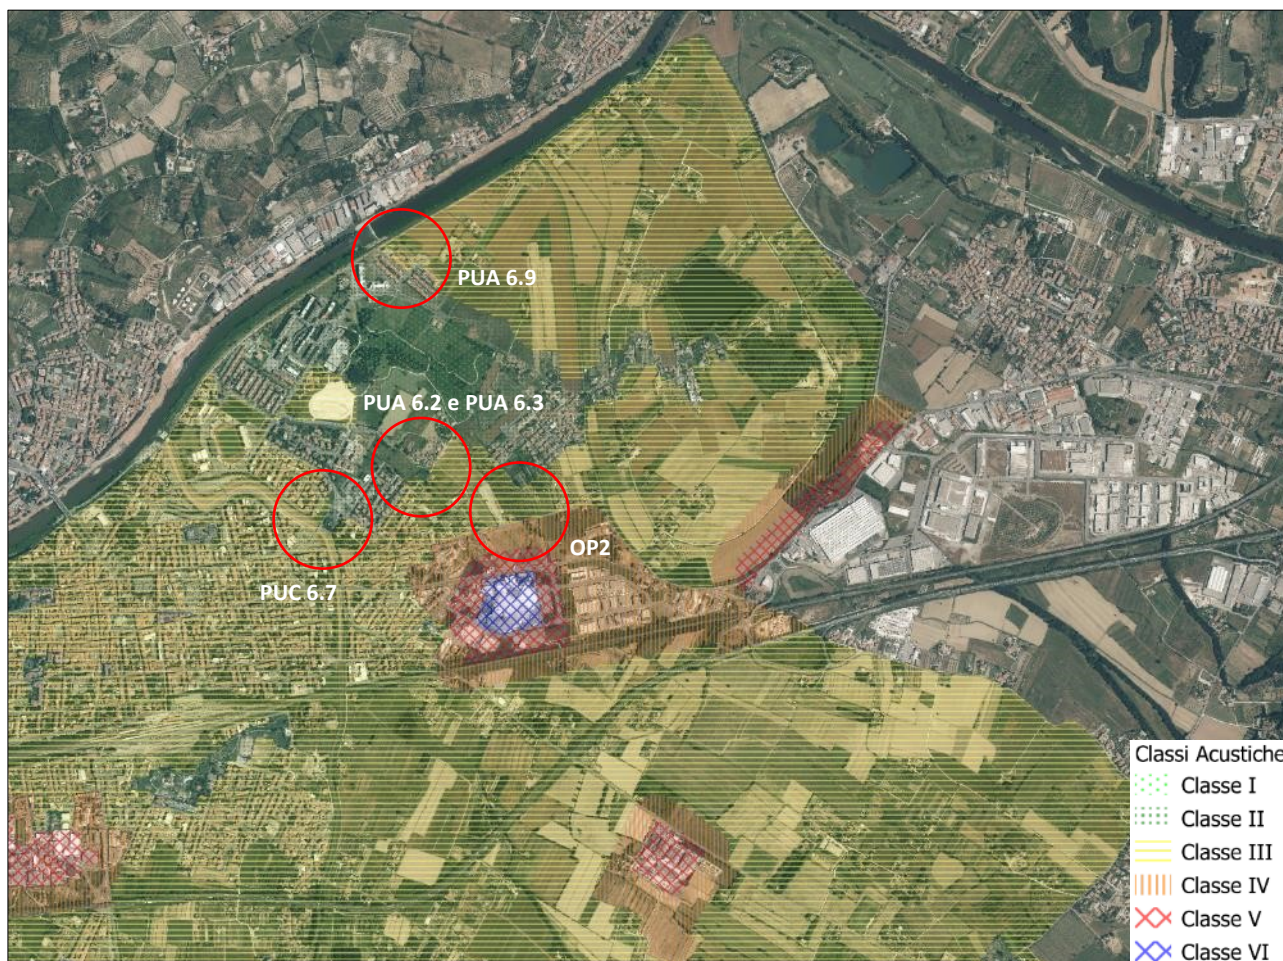 PUA 6.9
PUA 6.2 e PUA 6.3
OP2
PUC 6.7
Classi Acustiche
Classe I
Classe II
Classe III
Classe IV
Classe V
Classe VI